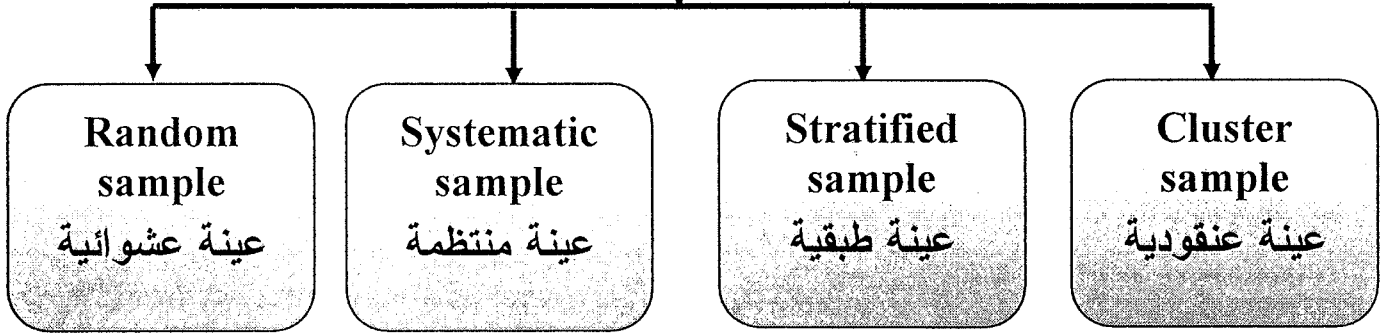 Random
sample
عينة عشوائية
Systematic
sample
عينة منتظمة
Stratified
sample
عينة طبقية
Cluster
sample
عينة عنقودية